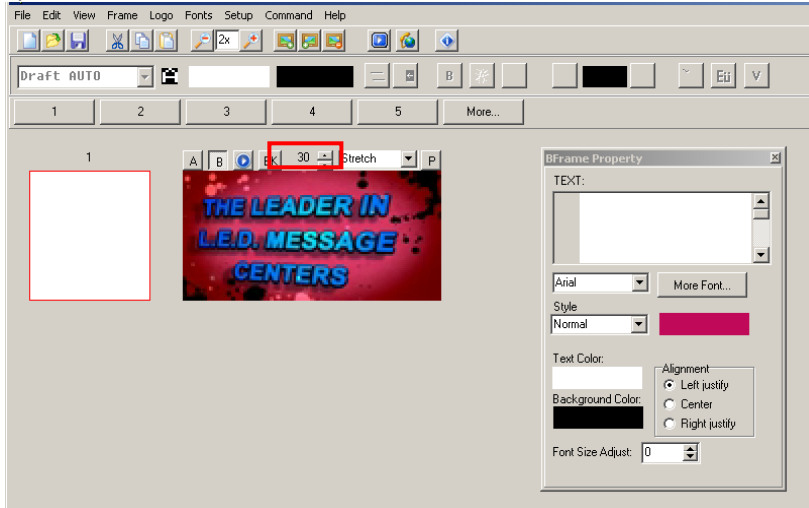 File Edit View Frame Logo Fonts Setup Command Help
2x
Draft AUTO B Eü V
1 2 3 4 5 More...
1
A B 30 Stretch P
THE LEADER IN
L.E.D. MESSAGE
CENTERS
BFrame Property
TEXT:
Arial More Font...
Style
Normal
Text Color:
Alignment
Left justify
Background Color:
Center
Right justify
Font Size Adjust: 0